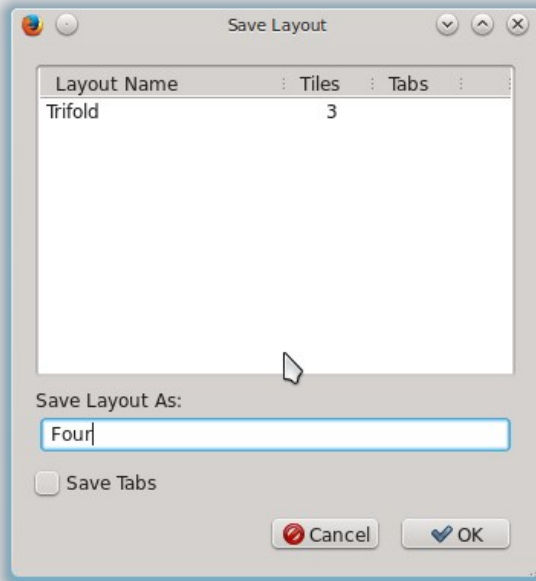 Save Layout
Layout Name Tiles Tabs
Trifold 3
Save Layout As:
Four
Save Tabs
Cancel OK